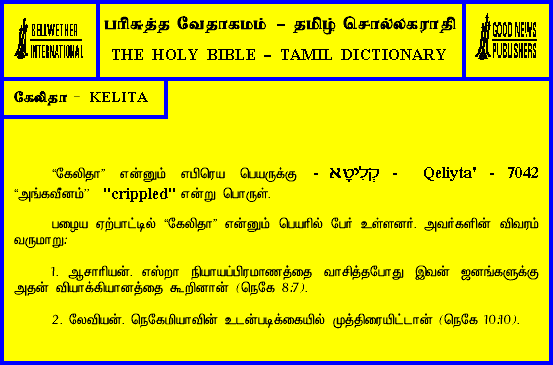 BELLWETHER
INTERNATIONAL
பரிசுத்த வேதாகமம் – தமிழ் சொல்லகராதி
THE HOLY BIBLE – TAMIL DICTIONARY
GOOD NEWS
PUBLISHERS
கேலிதா - KELITA
“கேலிதா” என்னும் எபிரெய பெயருக்கு - קְלִיטָא - Qeliyta' - 7042
“அங்கவீனம்” "crippled" என்று பொருள்.
பழைய ஏற்பாட்டில் “கேலிதா” என்னும் பெயரில் பேர் உள்ளனர். அவர்களின் விவரம்
வருமாறு:
1. ஆசாரியன். எஸ்றா நியாயப்பிரமாணத்தை வாசித்தபோது இவன் ஜனங்களுக்கு
அதன் வியாக்கியானத்தை கூறினான் (நெகே 8:7).
2. லேவியன். நெகேமியாவின் உடன்படிக்கையில் முத்திரையிட்டான் (நெகே 10:10).